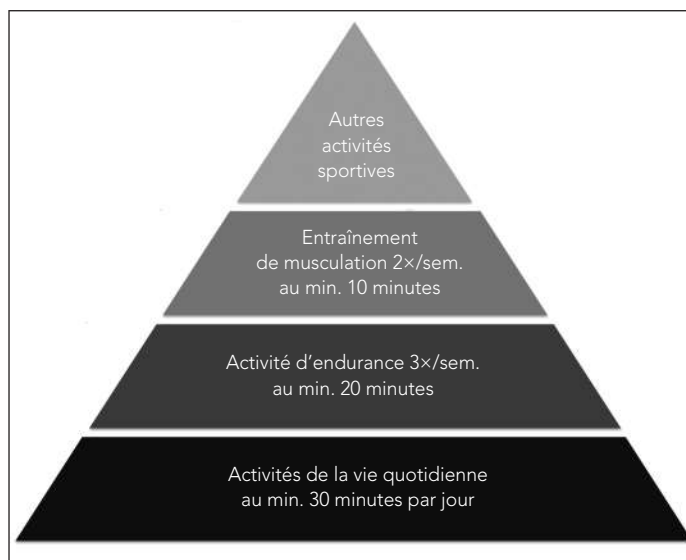 Autres
activités
sportives
Entraînement
de musculation 2×/sem.
au min. 10 minutes
Activité d'endurance 3×/sem.
au min. 20 minutes
Activités de la vie quotidienne
au min. 30 minutes par jour